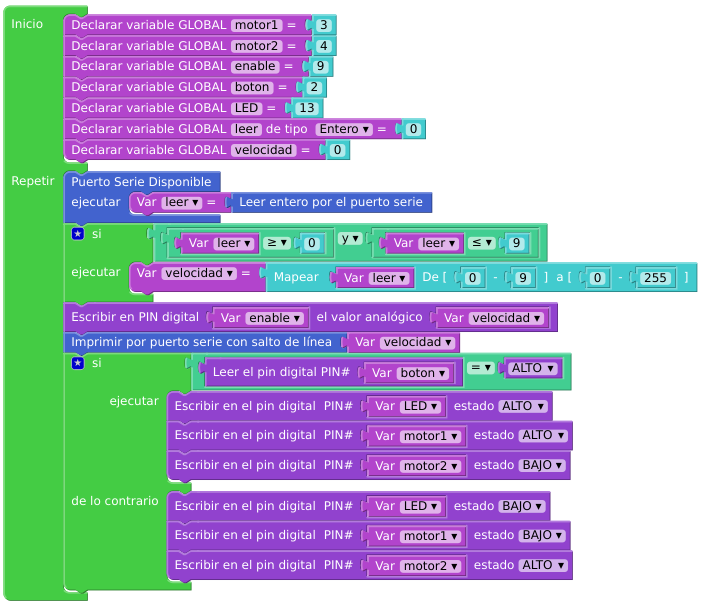 Inicio
Declarar variable GLOBAL motor1 = 3
Declarar variable GLOBAL motor2 = 4
Declarar variable GLOBAL enable = 9
Declarar variable GLOBAL boton = 2
Declarar variable GLOBAL LED = 13
Declarar variable GLOBAL leer de tipo Entero ▾ = 0
Declarar variable GLOBAL velocidad = 0
Repetir
Puerto Serie Disponible
ejecutar Var leer ▾ = Leer entero por el puerto serie
si Var leer ▾ ≥ ▾ 0 y ▾ Var leer ▾ ≤ ▾ 9
ejecutar Var velocidad ▾ = Mapear Var leer ▾ De [ 0 - 9 ] a [ 0 - 255 ]
Escribir en PIN digital Var enable ▾ el valor analógico Var velocidad ▾
Imprimir por puerto serie con salto de línea Var velocidad ▾
si Leer el pin digital PIN# Var boton ▾ = ▾ ALTO ▾
ejecutar Escribir en el pin digital PIN# Var LED ▾ estado ALTO ▾
Escribir en el pin digital PIN# Var motor1 ▾ estado ALTO ▾
Escribir en el pin digital PIN# Var motor2 ▾ estado BAJO ▾
de lo contrario Escribir en el pin digital PIN# Var LED ▾ estado BAJO ▾
Escribir en el pin digital PIN# Var motor1 ▾ estado BAJO ▾
Escribir en el pin digital PIN# Var motor2 ▾ estado ALTO ▾